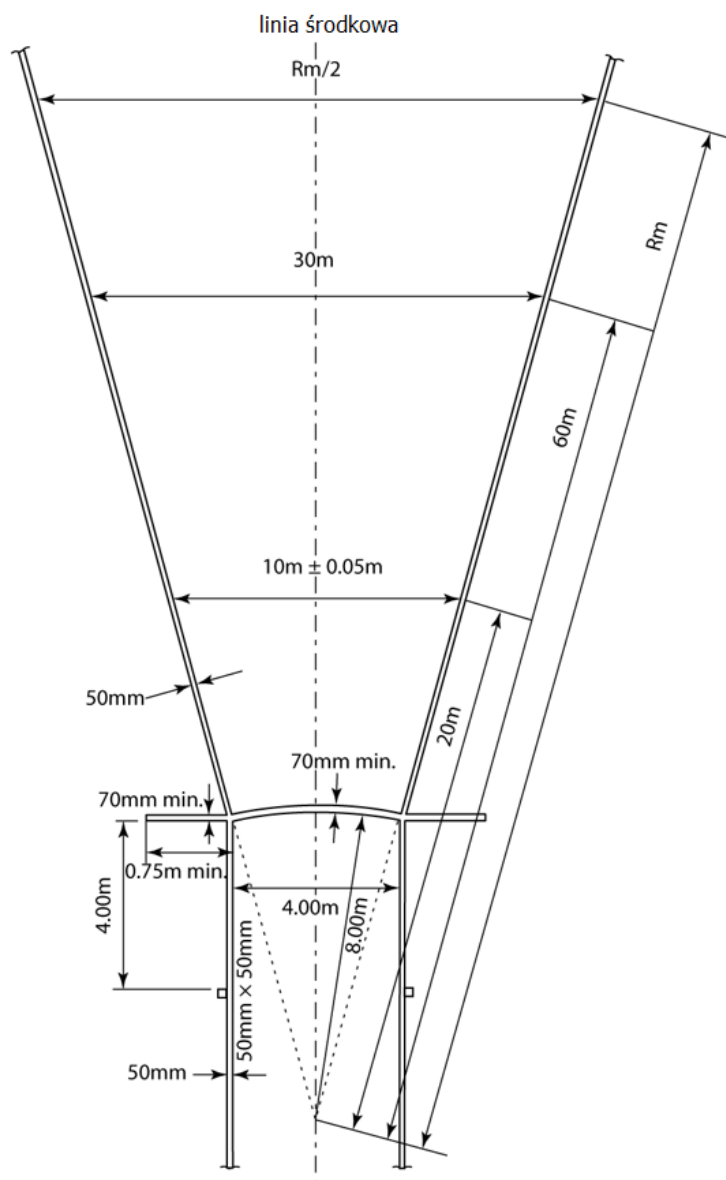 linia środkowa
Rm/2
Rm
30m
60m
10m ± 0.05m
50mm
20m
70mm min.
70mm min.
0.75m min.
4.00m
4.00m
8.00m
50mm × 50mm
50mm